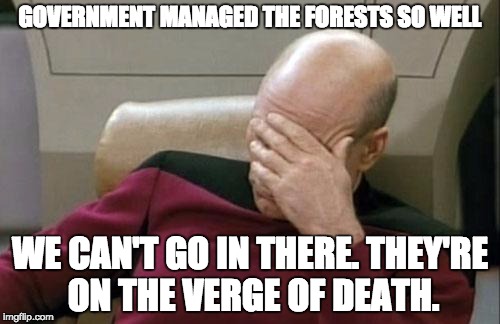 GOVERNMENT MANAGED THE FORESTS SO WELL
WE CAN'T GO IN THERE. THEY'RE
ON THE VERGE OF DEATH.
imgflip.com